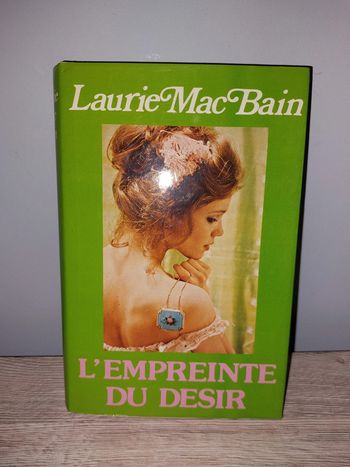 Laurie MacBain
L'EMPREINTE
DU DESIR